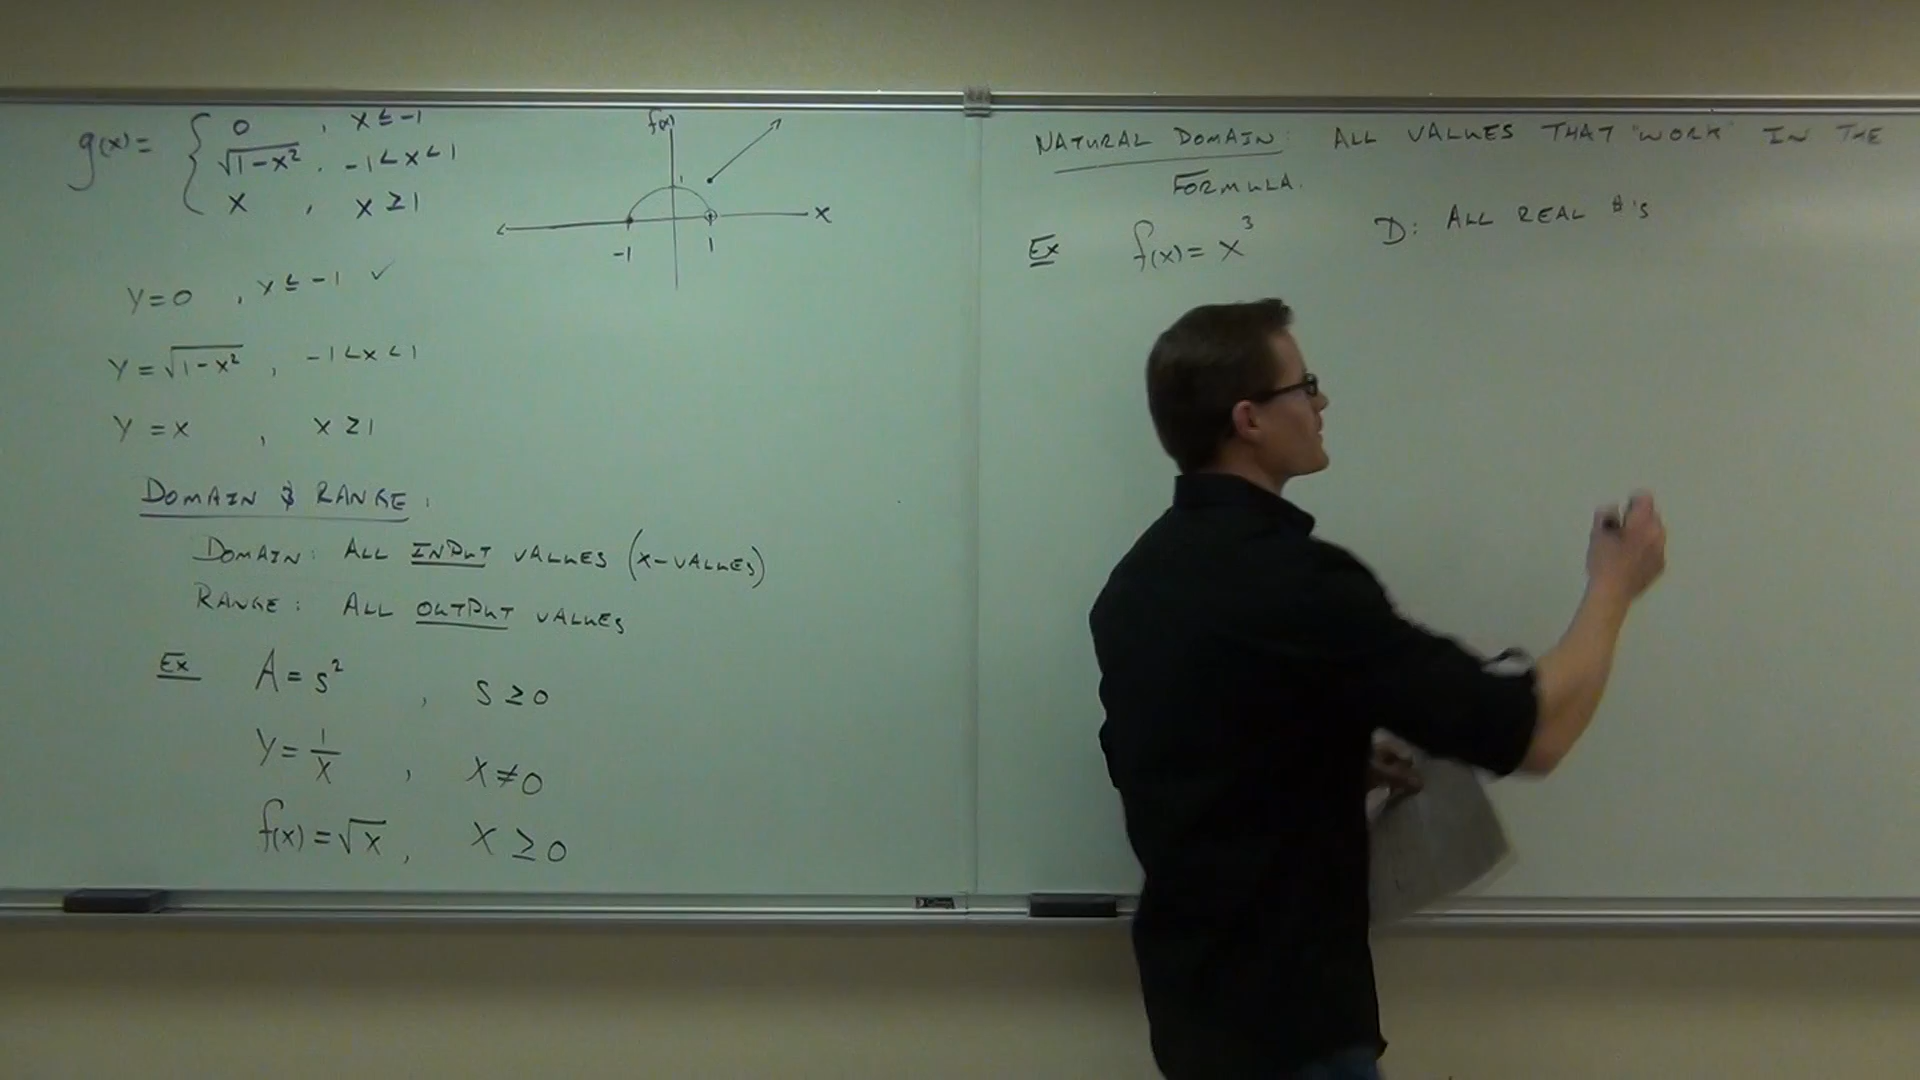 g(x) = { 0 , x ≤ -1
√1-x² , -1 < x < 1
x , x ≥ 1
f(x)
1
x
-1
1
y = 0 , x ≤ -1 ✓
y = √1-x² , -1 < x < 1
y = x , x ≥ 1
DOMAIN & RANGE:
DOMAIN: ALL INPUT VALUES (X-VALUES)
RANGE: ALL OUTPUT VALUES
Ex A = s² , s ≥ 0
y = 1/x , x ≠ 0
f(x) = √x , x ≥ 0
NATURAL DOMAIN: ALL VALUES THAT "WORK" IN THE
FORMULA.
Ex f(x) = x³ D: ALL REAL #'s